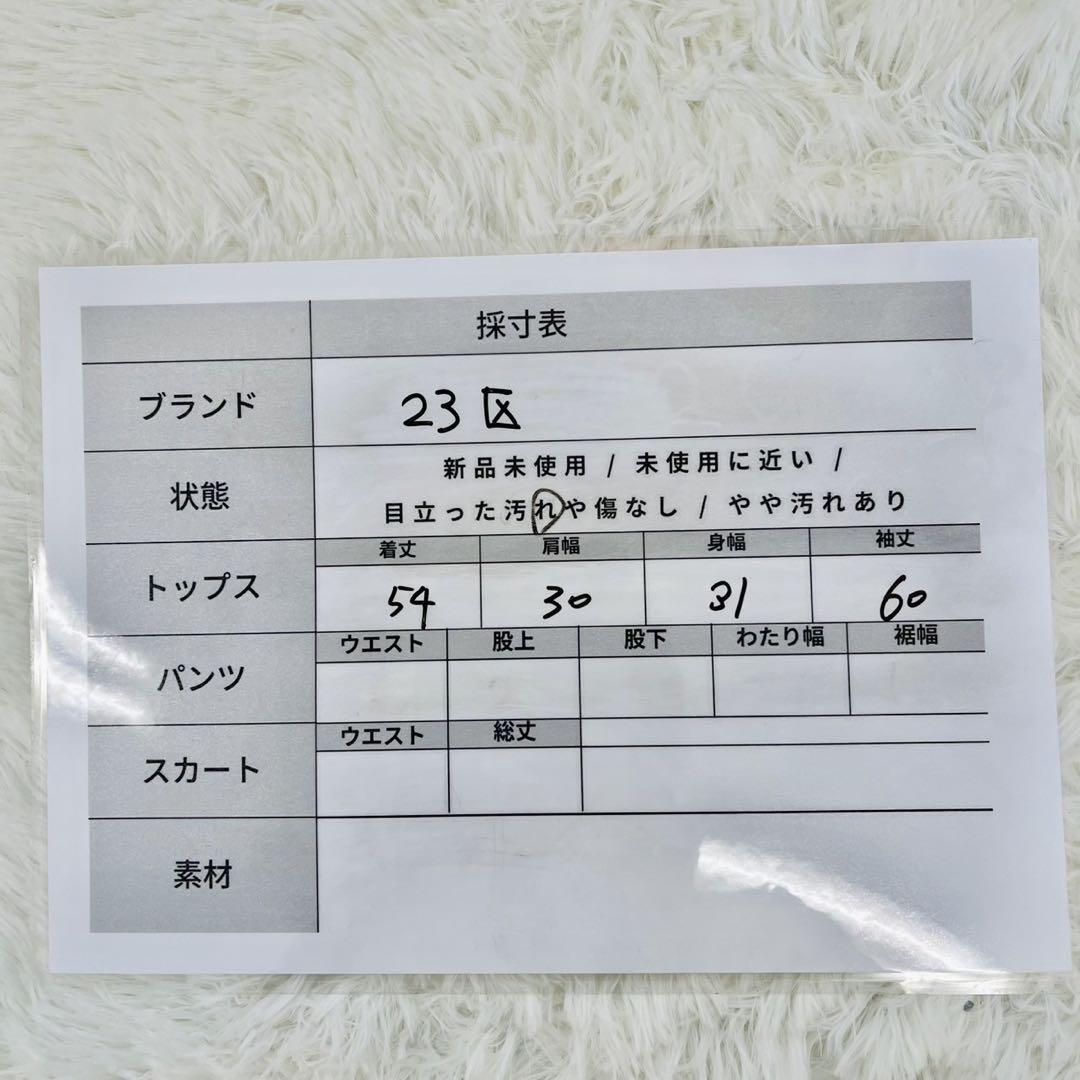 採寸表
ブランド 23区
状態 新品未使用 / 未使用に近い /
目立った汚れや傷なし / やや汚れあり
着丈 肩幅 身幅 袖丈
トップス 54 30 31 60
ウエスト 股上 股下 わたり幅 裾幅
パンツ
ウエスト 総丈
スカート
素材